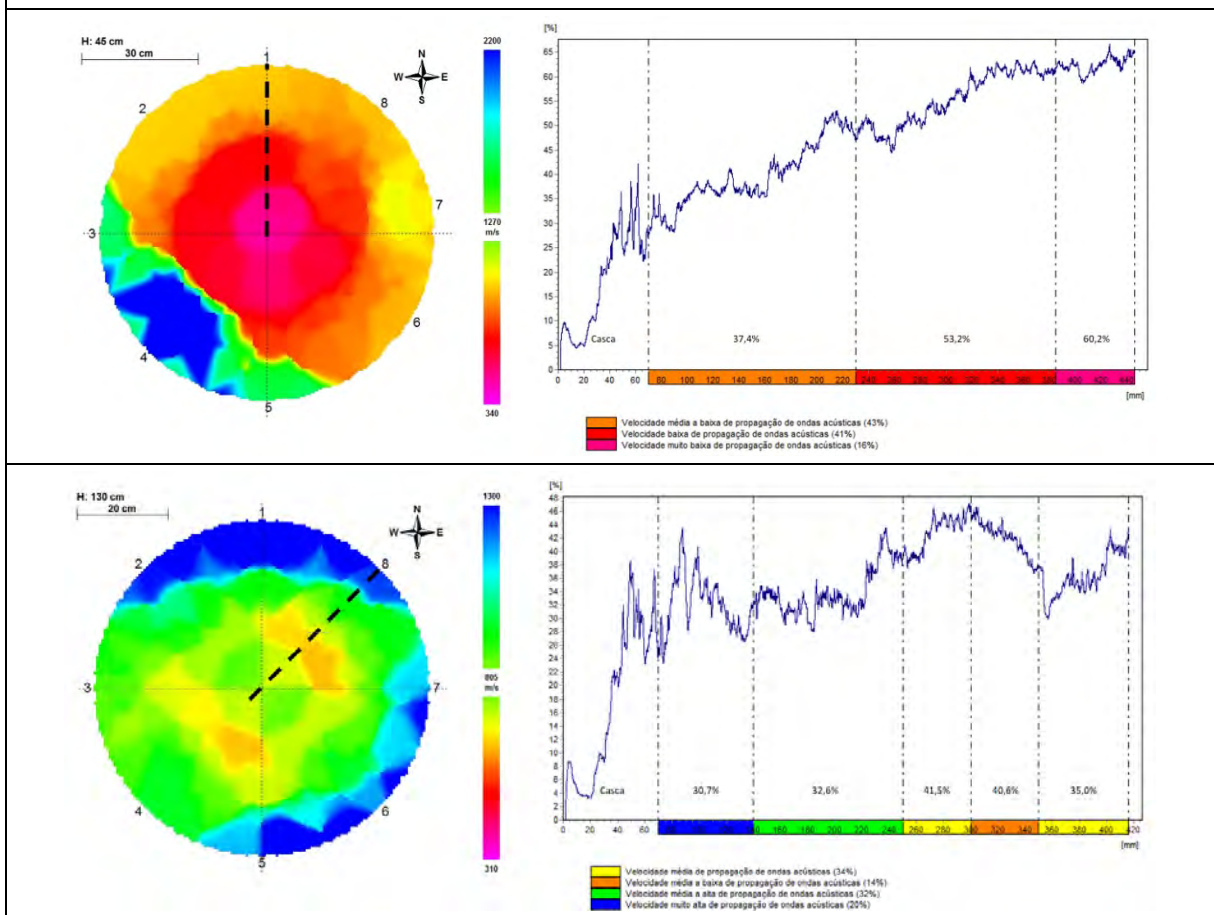 H: 45 cm
30 cm
N
W E
S
1
2
3
4
5
6
7
8
2200
1270
m/s
340
[%]
65
60
55
50
45
40
35
30
25
20
15
10
5
0
Casca 37,4% 53,2% 60,2%
0 20 40 60 80 100 120 140 160 180 200 220 240 260 280 300 320 340 360 380 400 420 440
[mm]
Velocidade média a baixa de propagação de ondas acústicas (43%)
Velocidade baixa de propagação de ondas acústicas (41%)
Velocidade muito baixa de propagação de ondas acústicas (16%)
H: 130 cm
20 cm
N
W E
S
1
2
3
4
5
6
7
8
1300
805
m/s
310
[%]
48
46
44
42
40
38
36
34
32
30
28
26
24
22
20
18
16
14
12
10
8
6
4
2
0
Casca 30,7% 32,6% 41,5% 40,6% 35,0%
0 20 40 60 160 180 200 220 240 260 280 300 320 340 360 380 400 420
[mm]
Velocidade média de propagação de ondas acústicas (34%)
Velocidade média a baixa de propagação de ondas acústicas (14%)
Velocidade média a alta de propagação de ondas acústicas (32%)
Velocidade muito alta de propagação de ondas acústicas (20%)